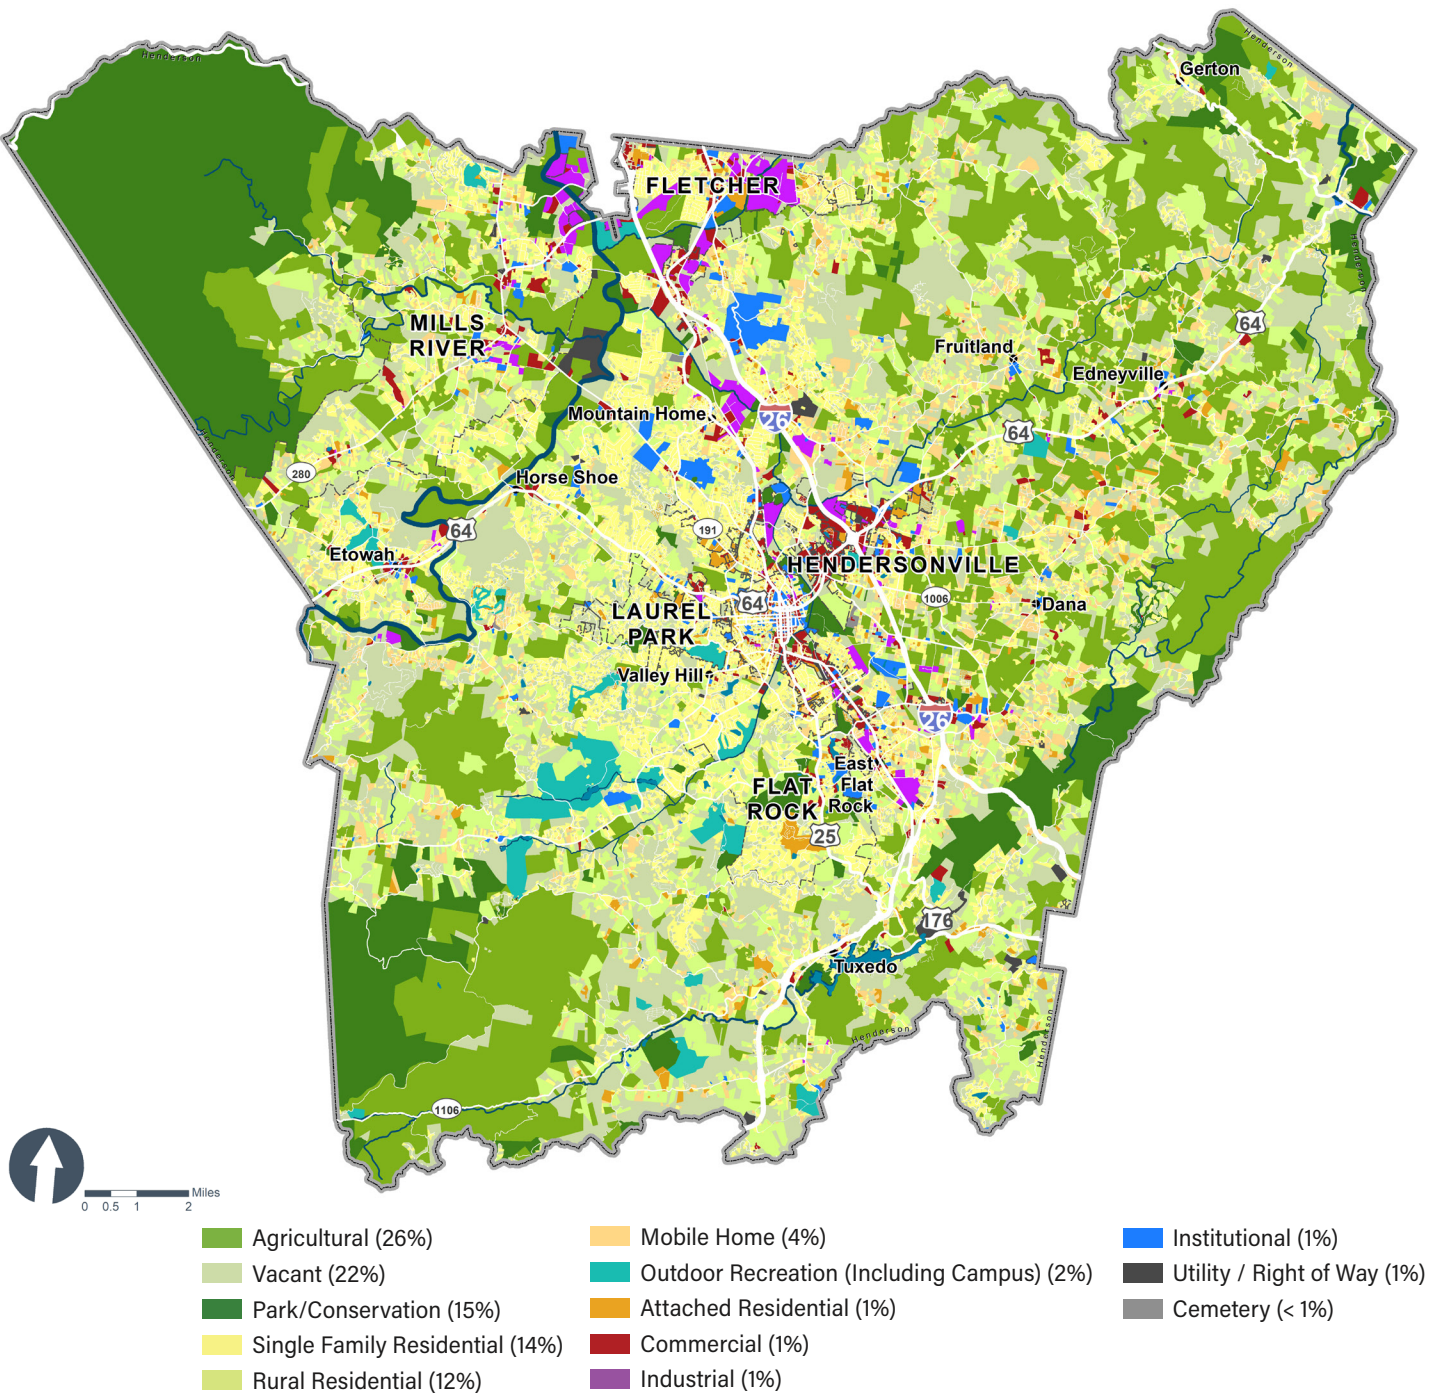 Henderson
Henderson
Gerton
FLETCHER
Henderson
MILLS
RIVER
64
Fruitland
Edneyville
Mountain Home
26
64
Henderson
280
Horse Shoe
64
191
Etowah
HENDERSONVILLE
64
1006
Dana
LAUREL
PARK
Valley Hill
26
East
Flat
Rock
FLAT
ROCK
25
176
Tuxedo
Henderson
Henderson
1106
Miles
0 0.5 1 2
Agricultural (26%)
Vacant (22%)
Park/Conservation (15%)
Single Family Residential (14%)
Rural Residential (12%)
Mobile Home (4%)
Outdoor Recreation (Including Campus) (2%)
Attached Residential (1%)
Commercial (1%)
Industrial (1%)
Institutional (1%)
Utility / Right of Way (1%)
Cemetery (< 1%)